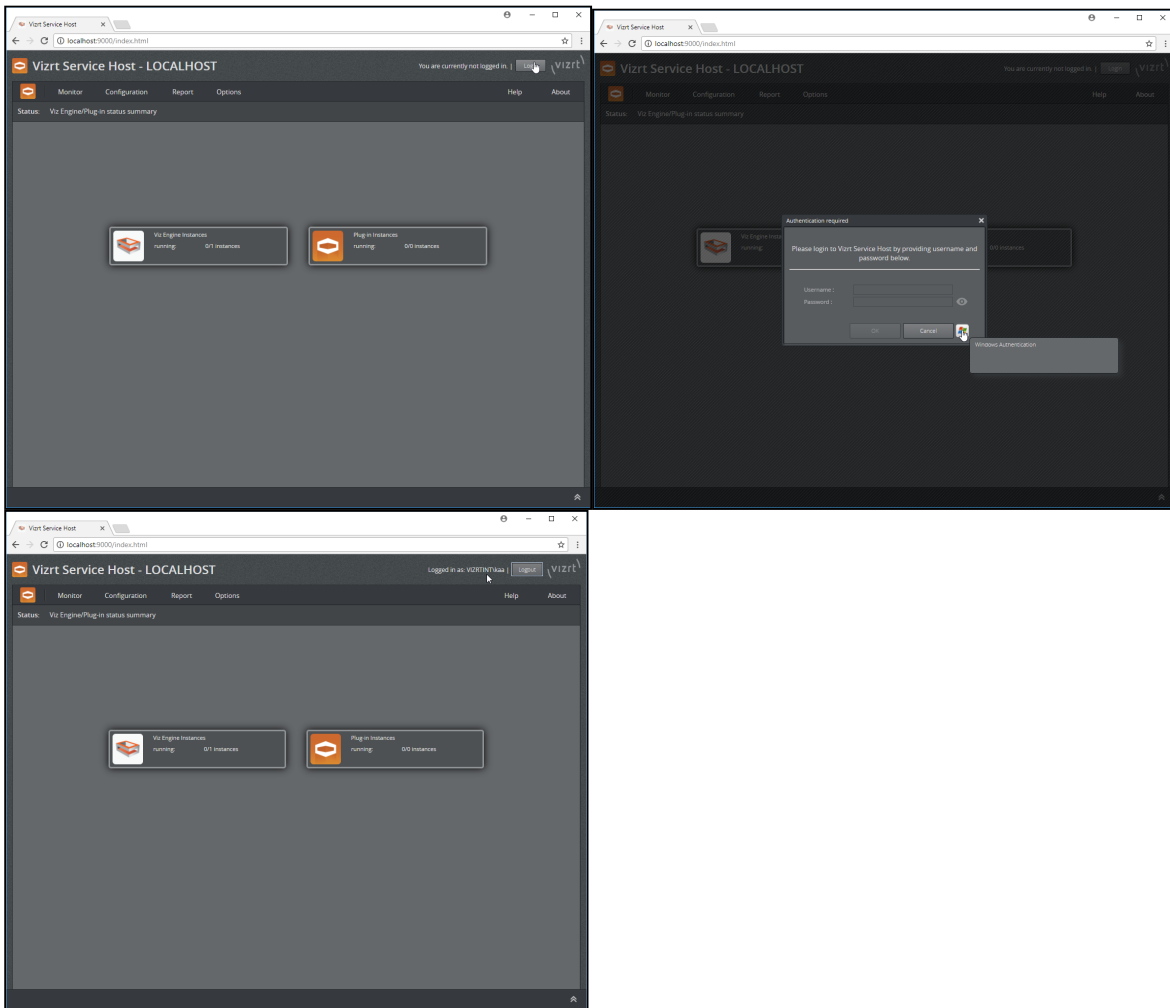 Vizrt Service Host
localhost:9000/index.html
Vizrt Service Host - LOCALHOST
You are currently not logged in. | Login
vizrt
Monitor Configuration Report Options Help About
Status: Viz Engine/Plug-in status summary
Viz Engine Instances
running: 0/1 instances
Plug-in Instances
running: 0/0 instances
Vizrt Service Host
localhost:9000/index.html
Vizrt Service Host - LOCALHOST
You are currently not logged in. | Login
vizrt
Monitor Configuration Report Options Help About
Status: Viz Engine/Plug-in status summary
Viz Engine Insta
running:
0/0 instances
Authentication required
Please login to Vizrt Service Host by providing username and
password below.
Username :
Password :
OK Cancel
Windows Authentication
Vizrt Service Host
localhost:9000/index.html
Vizrt Service Host - LOCALHOST
Logged in as: VIZRTINT\kaa | Logout
vizrt
Monitor Configuration Report Options Help About
Status: Viz Engine/Plug-in status summary
Viz Engine Instances
running: 0/1 instances
Plug-in Instances
running: 0/0 instances